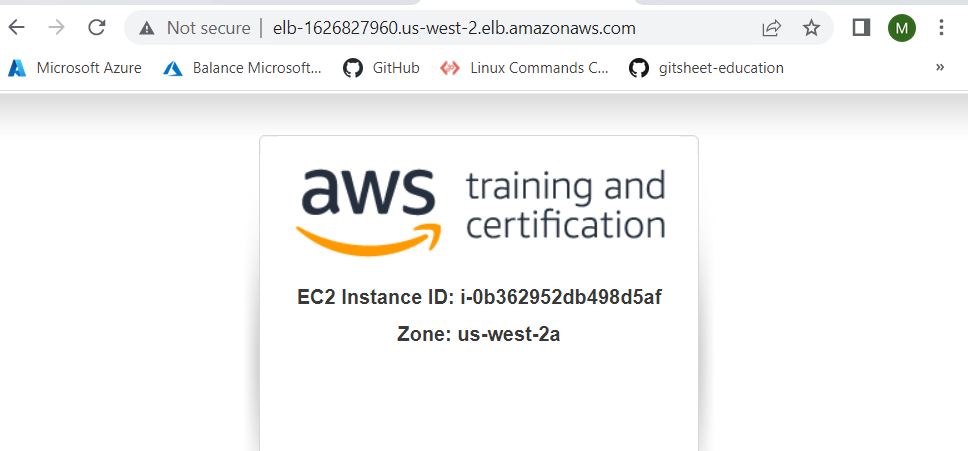 Not secure | elb-1626827960.us-west-2.elb.amazonaws.com M
Microsoft Azure Balance Microsoft... GitHub Linux Commands C... gitsheet-education »
aws training and
certification
EC2 Instance ID: i-0b362952db498d5af
Zone: us-west-2a